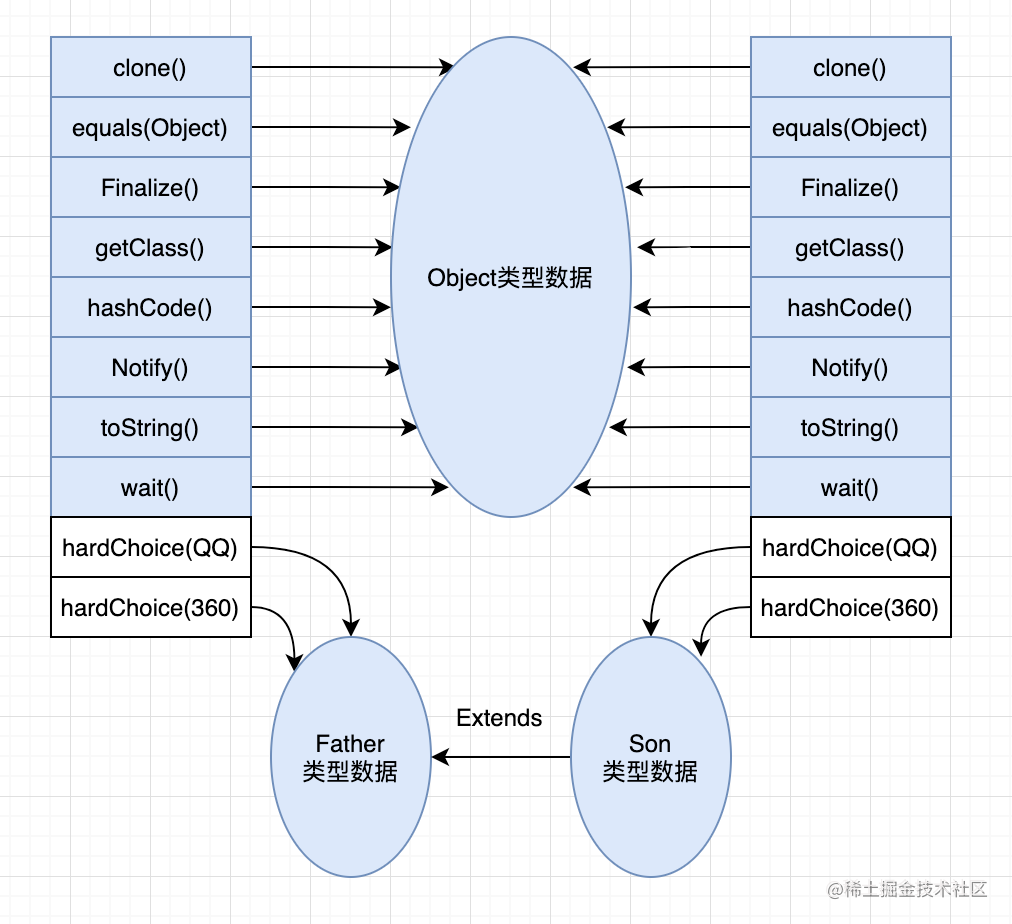 clone()
equals(Object)
Finalize()
getClass()
hashCode()
Notify()
toString()
wait()
hardChoice(QQ)
hardChoice(360)
Object类型数据
clone()
equals(Object)
Finalize()
getClass()
hashCode()
Notify()
toString()
wait()
hardChoice(QQ)
hardChoice(360)
Father
类型数据
Extends
Son
类型数据
@稀土掘金技术社区